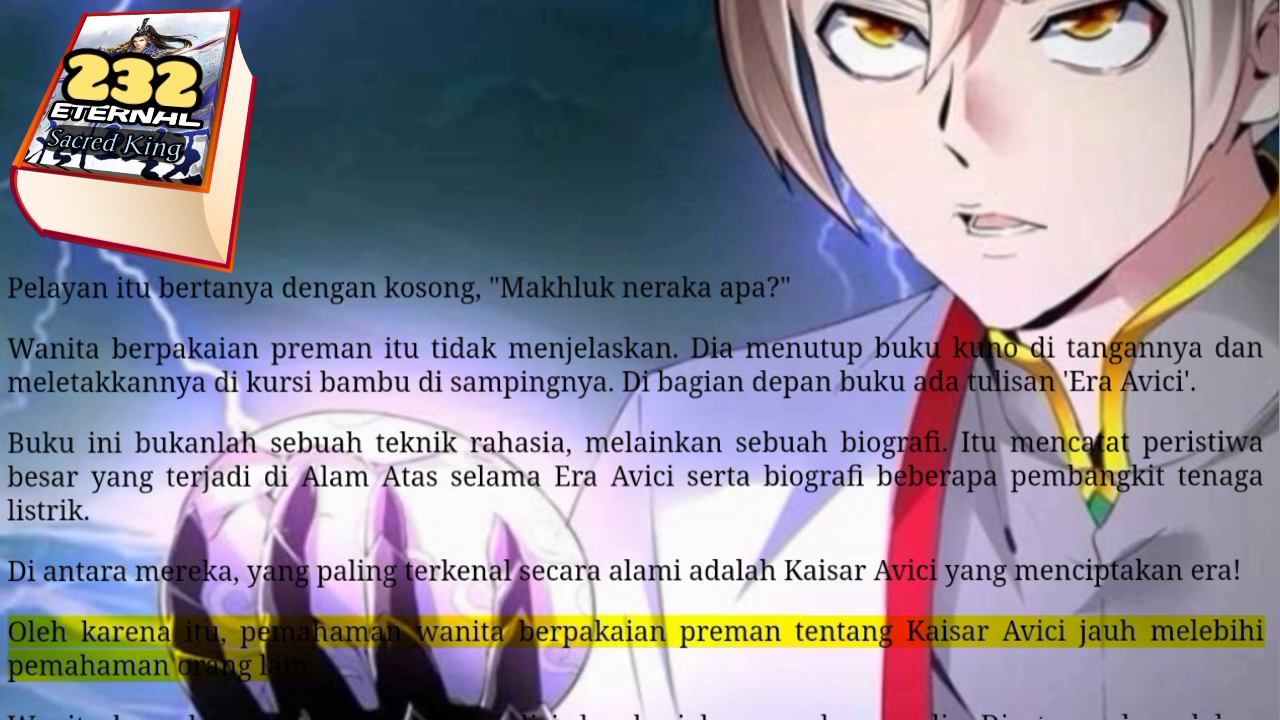 232
ETERNAL
Sacred King
Pelayan itu bertanya dengan kosong, "Makhluk neraka apa?"
Wanita berpakaian preman itu tidak menjelaskan. Dia menutup buku kuno di tangannya dan
meletakkannya di kursi bambu di sampingnya. Di bagian depan buku ada tulisan 'Era Avici'.
Buku ini bukanlah sebuah teknik rahasia, melainkan sebuah biografi. Itu mencatat peristiwa
besar yang terjadi di Alam Atas selama Era Avici serta biografi beberapa pembangkit tenaga
listrik.
Di antara mereka, yang paling terkenal secara alami adalah Kaisar Avici yang menciptakan era!
Oleh karena itu, pemahaman wanita berpakaian preman tentang Kaisar Avici jauh melebihi
pemahaman orang lain.